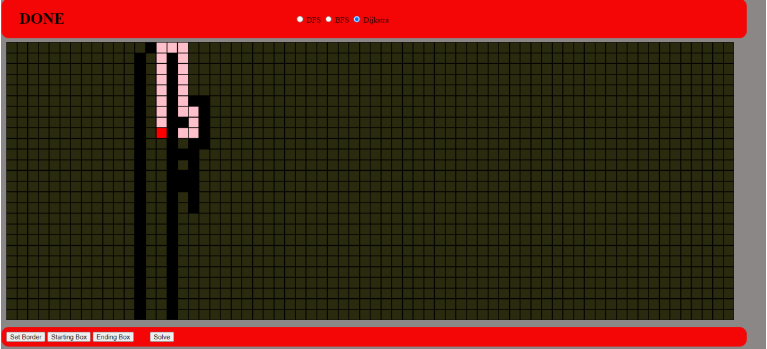 DONE
DFS BFS Dijkstra
Set Border Starting Box Ending Box Solve